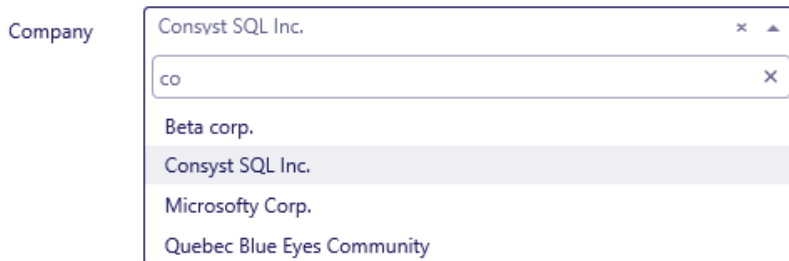 Company
Consyst SQL Inc.
co
Beta corp.
Consyst SQL Inc.
Microsofty Corp.
Quebec Blue Eyes Community